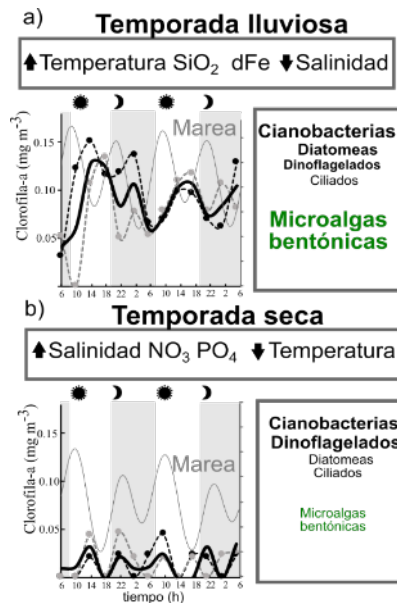 a) Temporada lluviosa
Temperatura SiO₂ dFe Salinidad
Marea
Clorofila-a (mg m⁻³)
0.15
0.10
0.05
6 10 14 18 22 2 6 10 14 18 22 2 6
Cianobacterias
Diatomeas
Dinoflagelados
Ciliados
Microalgas
bentónicas
b) Temporada seca
Salinidad NO₃ PO₄ Temperatura
Marea
Clorofila-a (mg m⁻³)
0.15
0.10
0.05
6 10 14 18 22 2 6 10 14 18 22 2 6
tiempo (h)
Cianobacterias
Dinoflagelados
Diatomeas
Ciliados
Microalgas
bentónicas